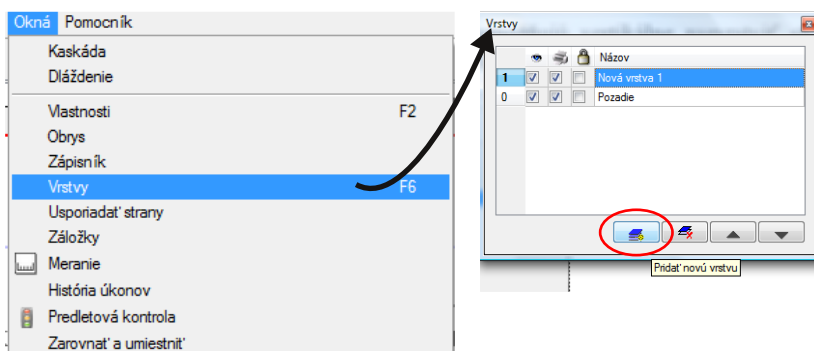 Okná Pomocník
Kaskáda
Dláždenie
Vlastnosti F2
Obrys
Zápisník
Vrstvy F6
Usporiadať strany
Záložky
Meranie
História úkonov
Predletová kontrola
Zarovnať a umiestniť
Vrstvy
Názov
1 Nová vrstva 1
0 Pozadie
Pridať novú vrstvu